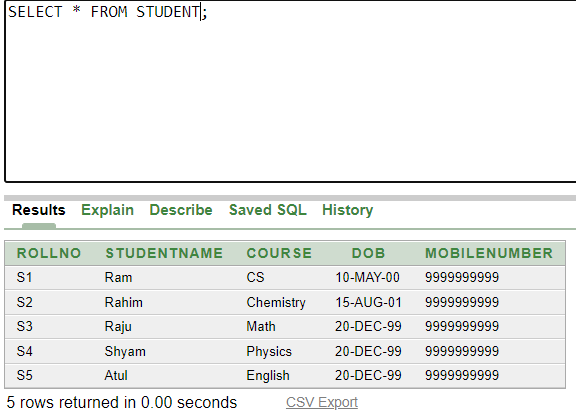 SELECT * FROM STUDENT;
Results Explain Describe Saved SQL History
ROLLNO STUDENTNAME COURSE DOB MOBILENUMBER
S1 Ram CS 10-MAY-00 9999999999
S2 Rahim Chemistry 15-AUG-01 9999999999
S3 Raju Math 20-DEC-99 9999999999
S4 Shyam Physics 20-DEC-99 9999999999
S5 Atul English 20-DEC-99 9999999999
5 rows returned in 0.00 seconds CSV Export